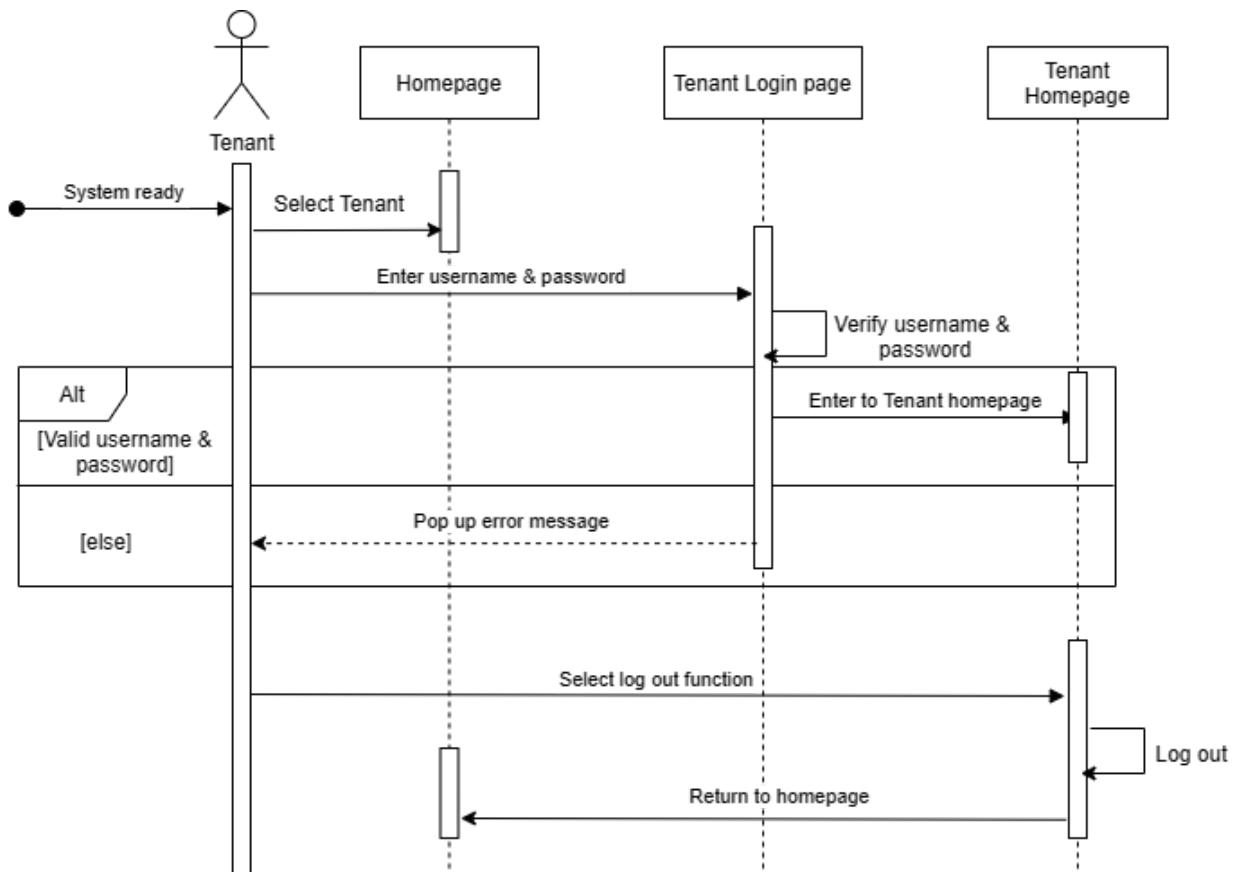 Homepage
Tenant Login page
Tenant
Homepage
Tenant
System ready
Select Tenant
Enter username & password
Verify username &
password
Alt
Enter to Tenant homepage
[Valid username &
password]
Pop up error message
[else]
Select log out function
Log out
Return to homepage